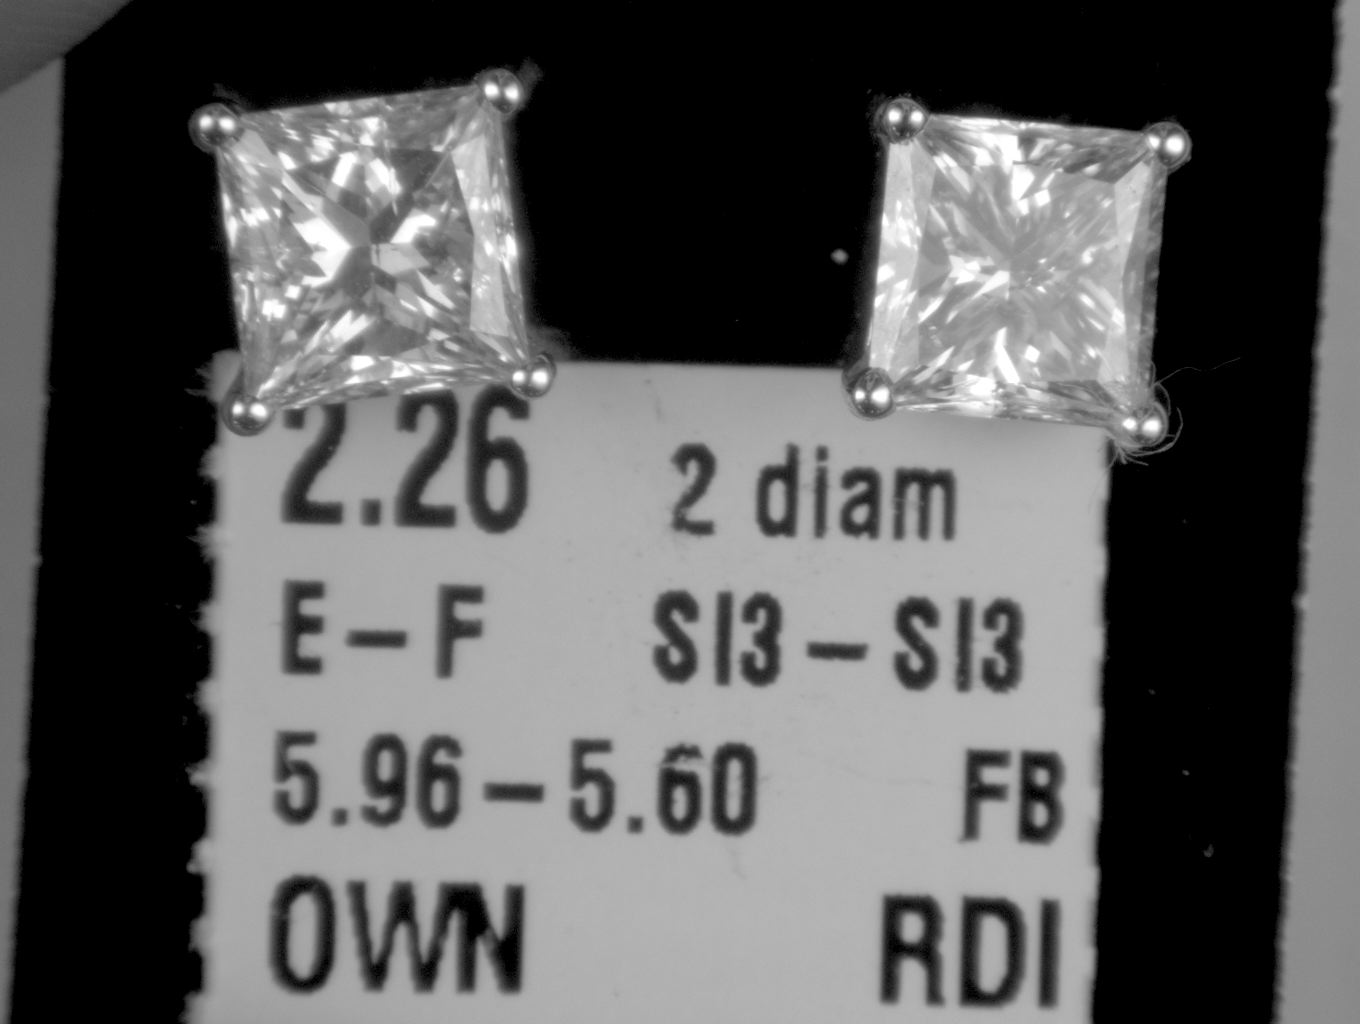 2.26 2 diam
E-F SI3-SI3
5.96-5.60 FB
OWN RDI